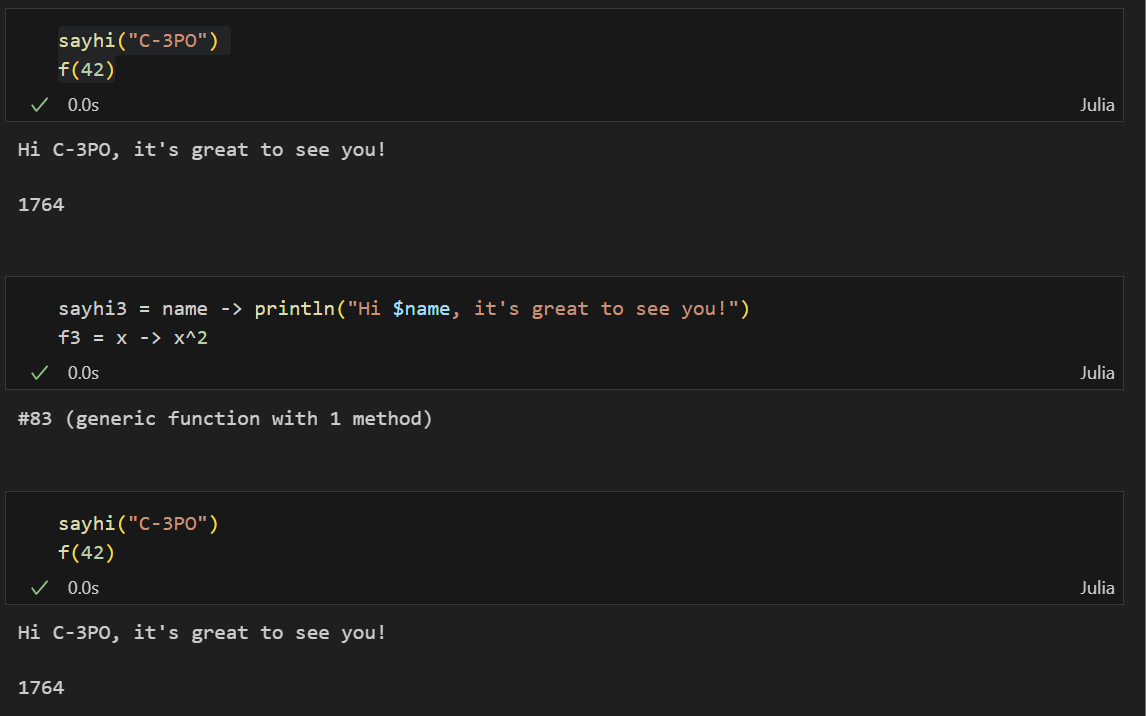 sayhi("C-3PO")
f(42)
0.0s
Julia
Hi C-3PO, it's great to see you!
1764
sayhi3 = name -> println("Hi $name, it's great to see you!")
f3 = x -> x^2
0.0s
Julia
#83 (generic function with 1 method)
sayhi("C-3PO")
f(42)
0.0s
Julia
Hi C-3PO, it's great to see you!
1764